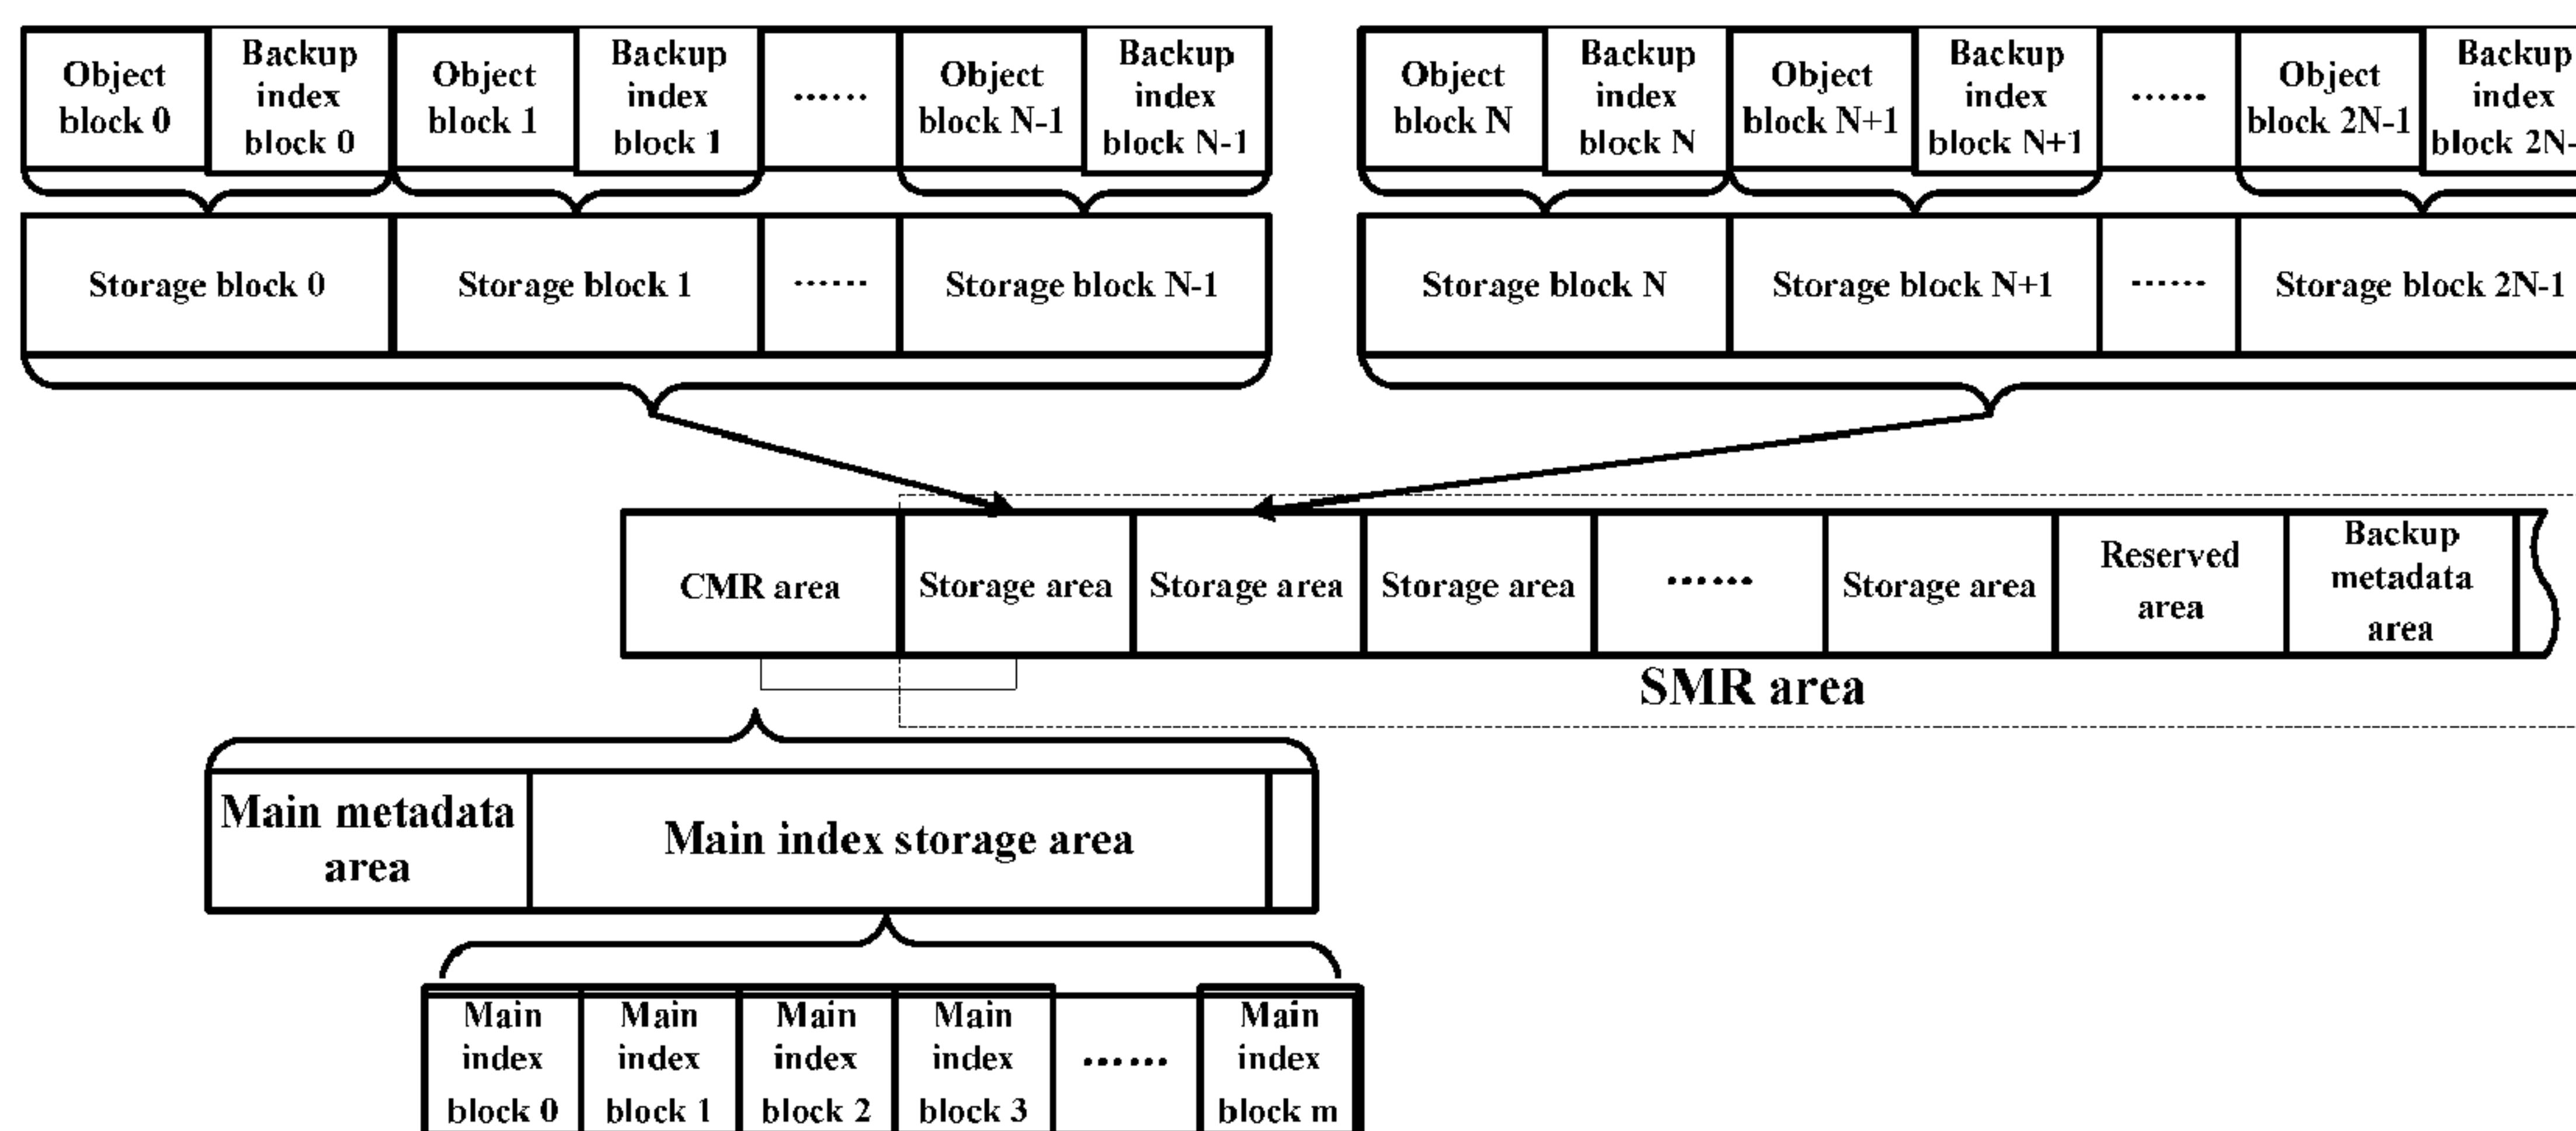 Object
block 0
Backup
index
block 0
Object
block 1
Backup
index
block 1
......
Object
block N-1
Backup
index
block N-1
Object
block N
Backup
index
block N
Object
block N+1
Backup
index
block N+1
......
Object
block 2N-1
Backup
index
block 2N-
Storage block 0
Storage block 1
......
Storage block N-1
Storage block N
Storage block N+1
......
Storage block 2N-1
CMR area
Storage area
Storage area
Storage area
......
Storage area
Reserved
area
Backup
metadata
area
SMR area
Main metadata
area
Main index storage area
Main
index
block 0
Main
index
block 1
Main
index
block 2
Main
index
block 3
......
Main
index
block m